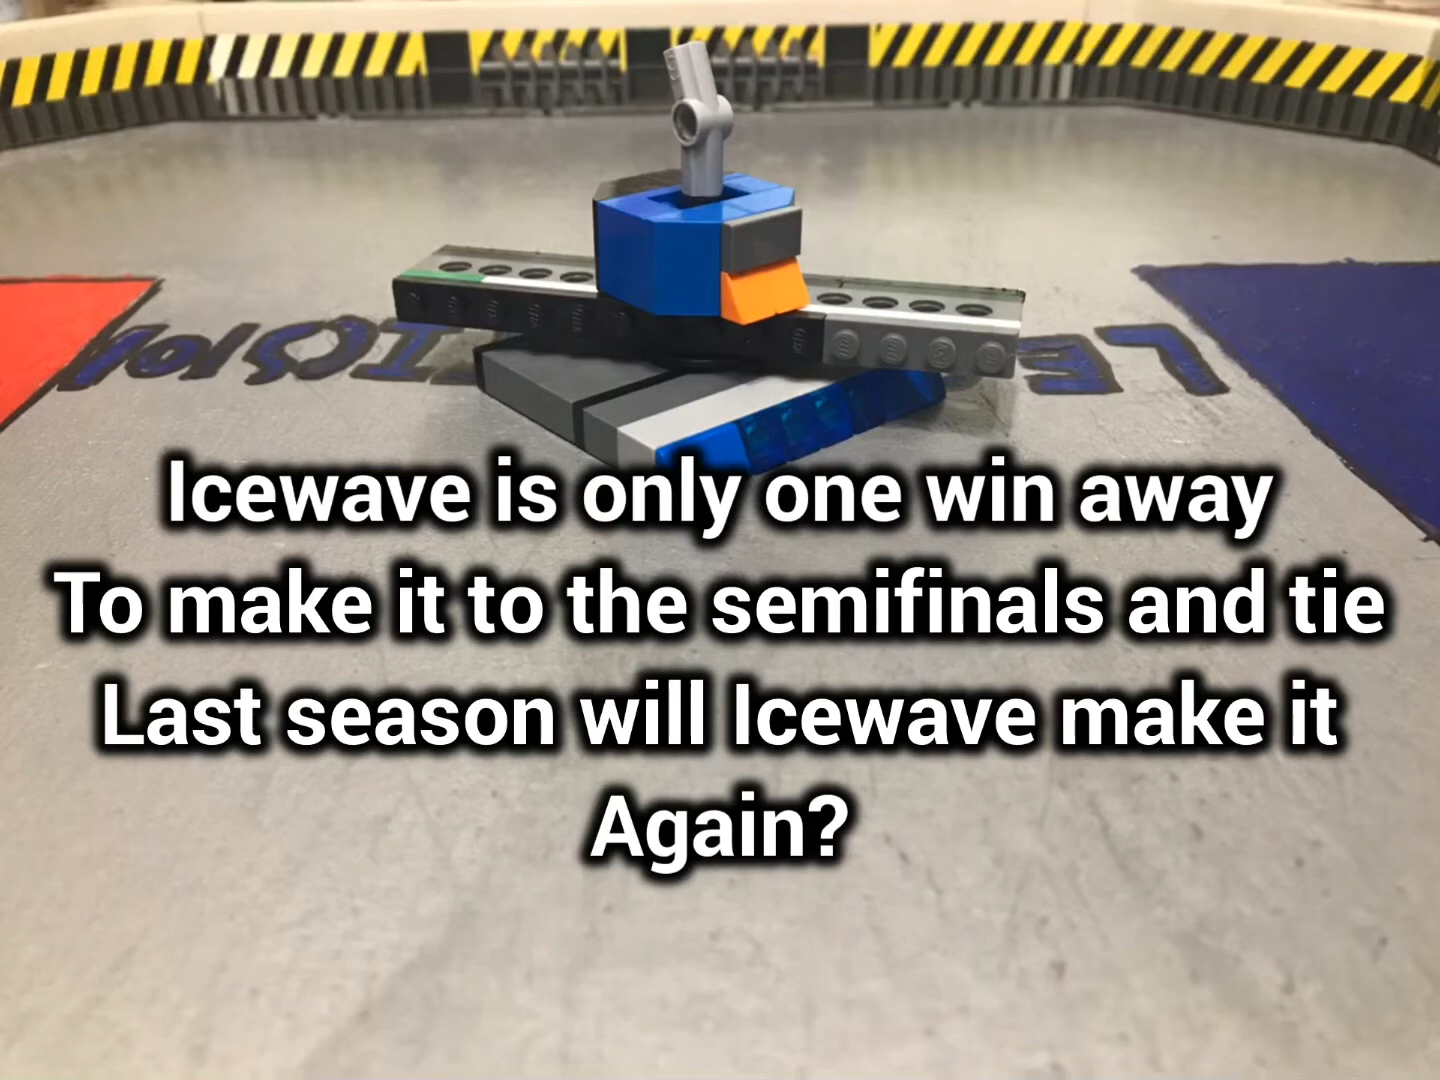 Icewave is only one win away
To make it to the semifinals and tie
Last season will Icewave make it
Again?